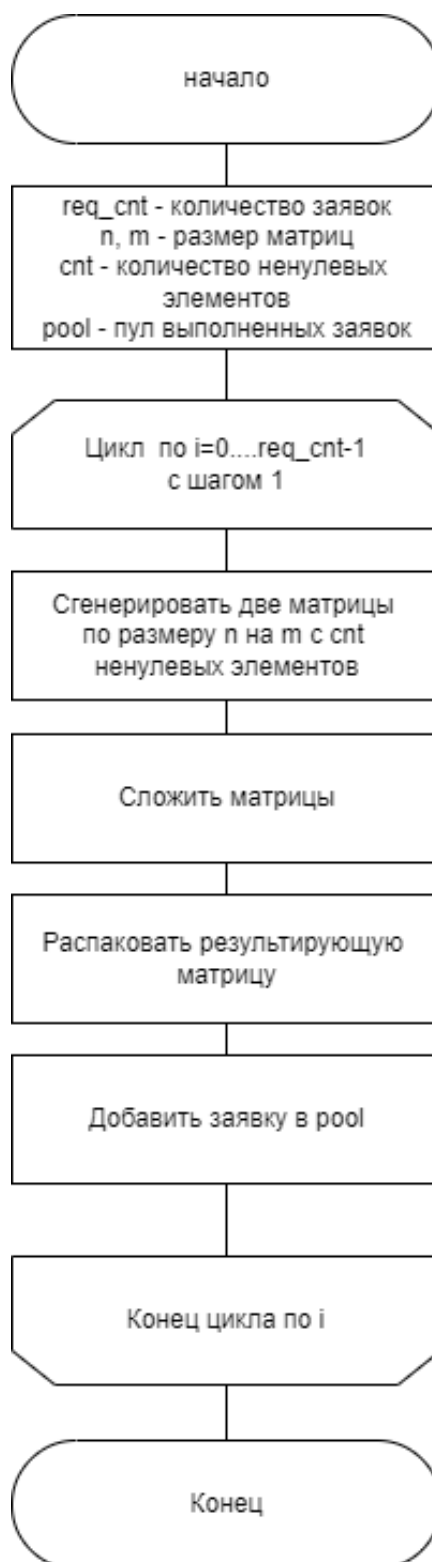 начало
req_cnt - количество заявок
n, m - размер матриц
cnt - количество ненулевых
элементов
pool - пул выполненных заявок
Цикл по i=0....req_cnt-1
с шагом 1
Сгенерировать две матрицы
по размеру n на m с cnt
ненулевых элементов
Сложить матрицы
Распаковать результирующую
матрицу
Добавить заявку в pool
Конец цикла по i
Конец